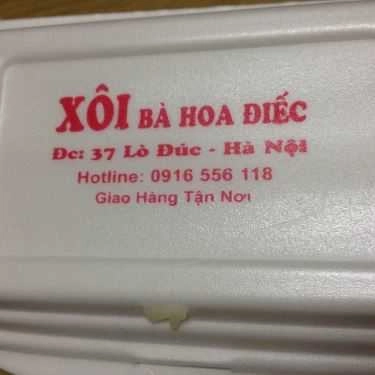 XÔI BÀ HOA ĐIẾC
Đc: 37 Lò Đúc - Hà Nội
Hotline: 0916 556 118
Giao Hàng Tận Nơi